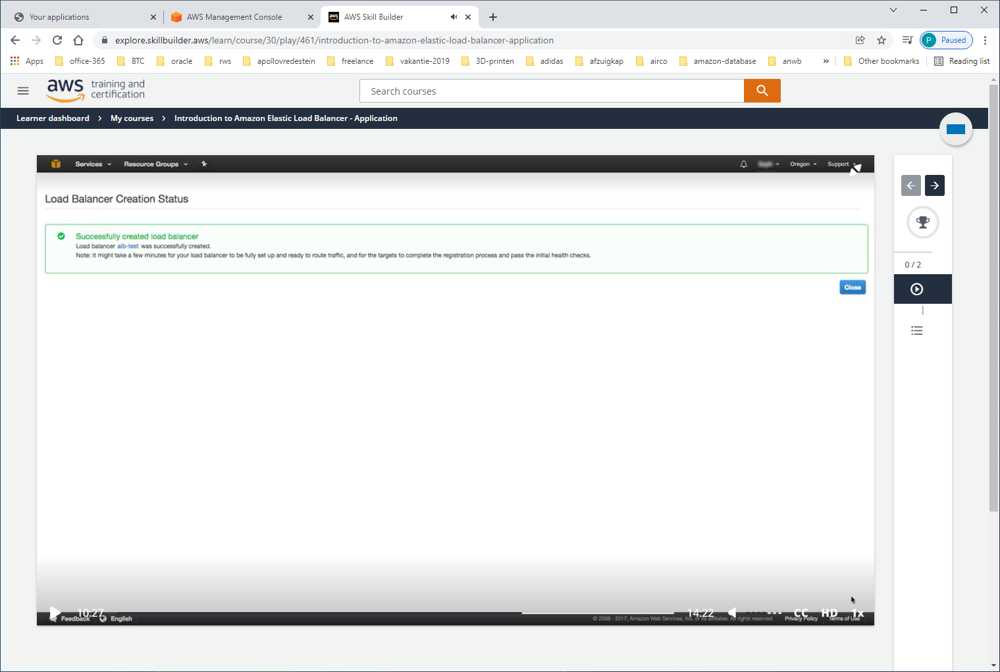 Your applications
AWS Management Console
aws
AWS Skill Builder
explore.skillbuilder.aws/learn/course/30/play/461/introduction-to-amazon-elastic-load-balancer-application
P Paused
Apps office-365 BTC oracle rws apollovredestein freelance vakantie-2019 3D-printen adidas afzuigkap airco amazon-database anwb » Other bookmarks Reading list
aws training and certification
Search courses
Learner dashboard > My courses > Introduction to Amazon Elastic Load Balancer - Application
Services Resource Groups Oregon Support
Load Balancer Creation Status
Successfully created load balancer
Load balancer alb-test was successfully created.
Note: It might take a few minutes for your load balancer to be fully set up and ready to route traffic, and for the targets to complete the registration process and pass the initial health checks.
Close
0 / 2
10:27 14:22 CC HD 1x
Feedback English © 2008 - 2017, Amazon Web Services, Inc. or its affiliates. All rights reserved. Privacy Policy Terms of Use